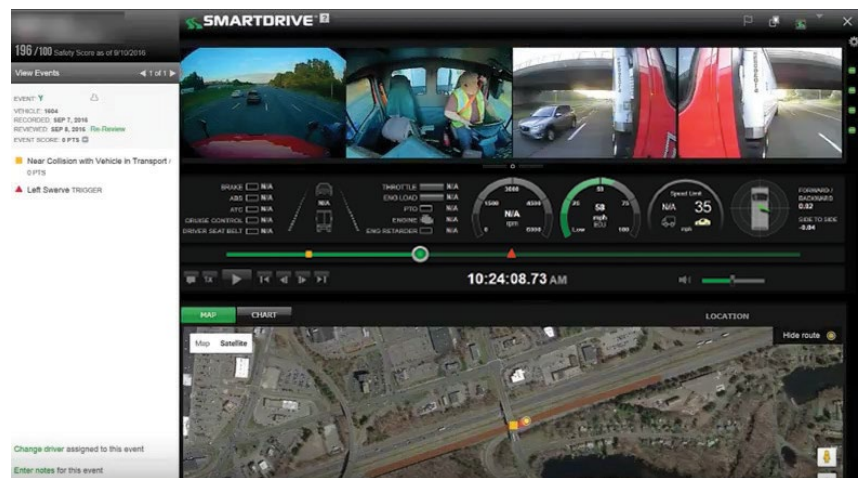 SMARTDRIVE ?
196/100 Safety Score as of 9/10/2016
View Events 1 of 1
EVENT: Y
VEHICLE: 1604
RECORDED: SEP 7, 2016
REVIEWED: SEP 8, 2016 Re-Review
EVENT SCORE: 0 PTS
Near Collision with Vehicle in Transport
0 PTS
Left Swerve TRIGGER
BRAKE N/A
ABS N/A
ATC N/A
CRUISE CONTROL N/A
DRIVER SEAT BELT N/A
N/A
THROTTLE N/A
ENG LOAD N/A
PTO N/A
ENGINE N/A
ENG RETARDER N/A
1500 3000 4500
N/A
rpm
0 6000
25 50 75
58
mph
ECU
Low 100
Speed Limit
N/A 35
mph
FORWARD /
BACKWARD
0.02
SIDE TO SIDE
-0.04
1X
10:24:08.73 AM
MAP CHART LOCATION
Map Satellite Hide route
Change driver assigned to this event
Enter notes for this event